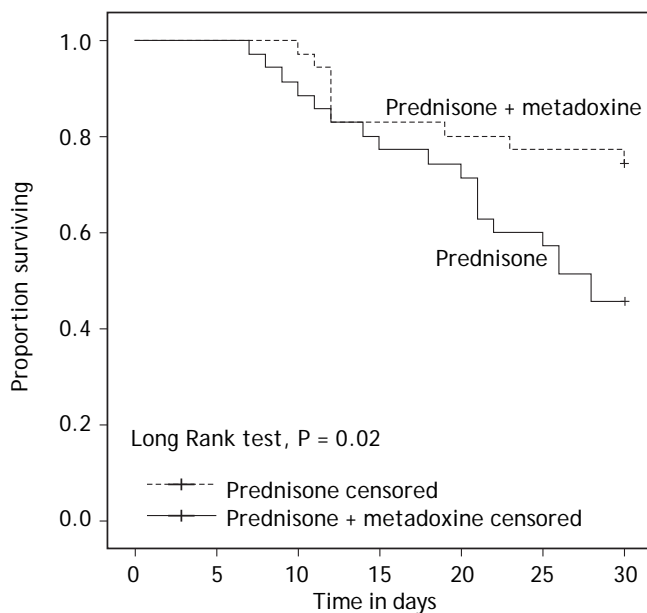 1.0
Prednisone + metadoxine
0.8
0.6
Prednisone
Proportion surviving
0.4
0.2
Long Rank test, P = 0.02
Prednisone censored
0.0
Prednisone + metadoxine censored
0 5 10 15 20 25 30
Time in days